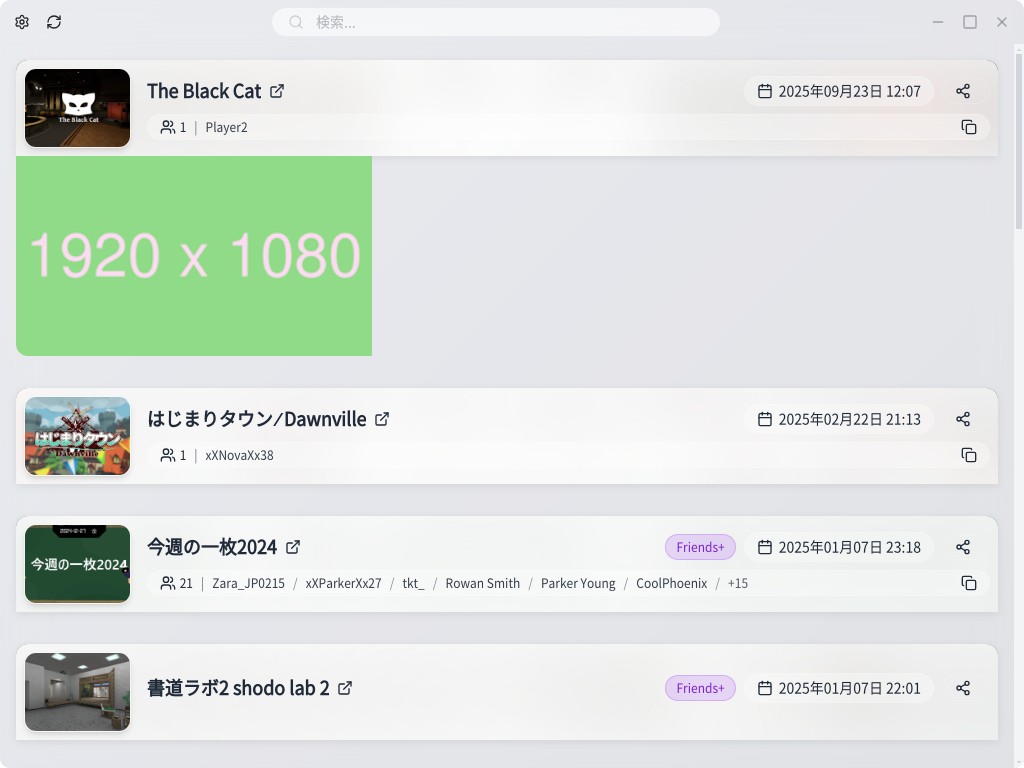 検索...
The Black Cat
2025年09月23日 12:07
The Black Cat
1 | Player2
1920 x 1080
はじまりタウン/Dawnville
2025年02月22日 21:13
はじまりタウン
Dawnville
1 | xXNovaXx38
今週の一枚2024
Friends+
2025年01月07日 23:18
今週の一枚2024
21 | Zara_JP0215 / xXParkerXx27 / tkt_ / Rowan Smith / Parker Young / CoolPhoenix / +15
書道ラボ2 shodo lab 2
Friends+
2025年01月07日 22:01